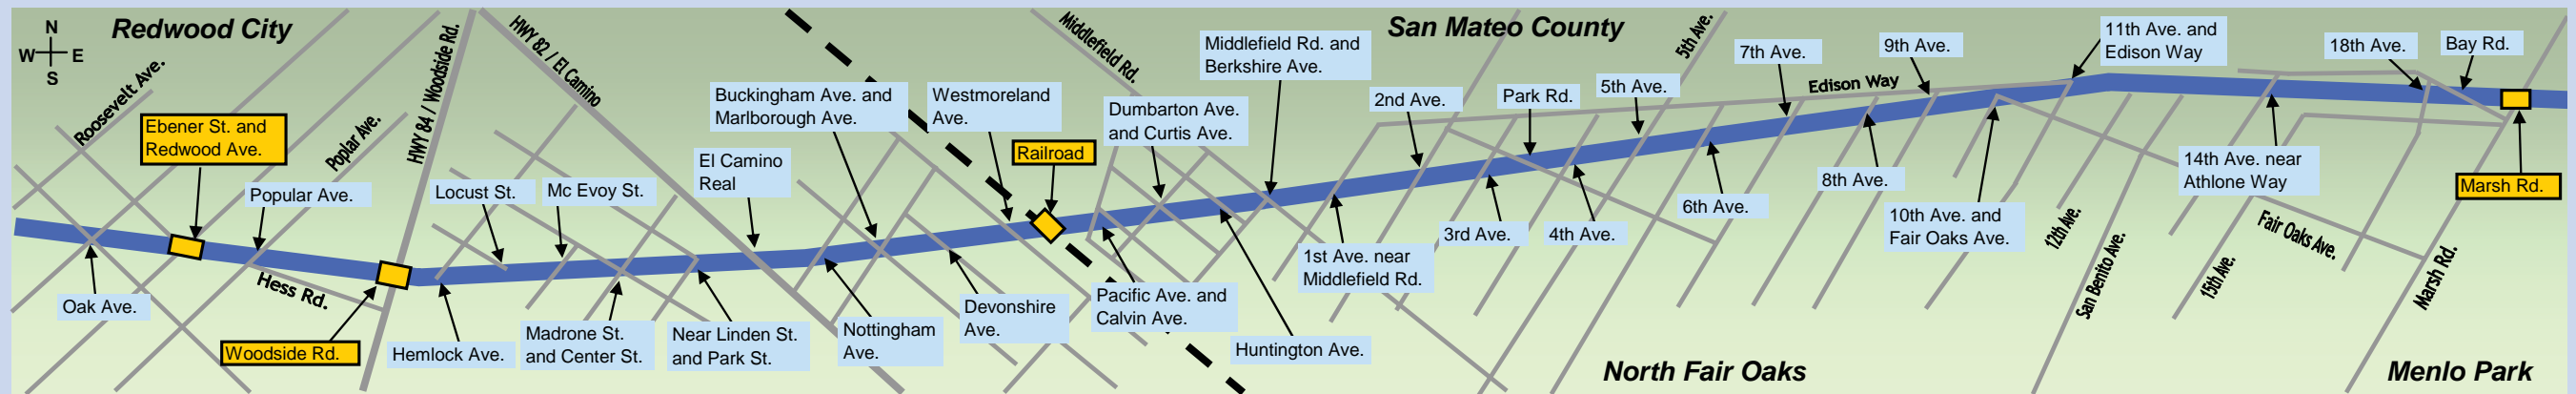 Redwood City
San Mateo County
N
W E
S
Roosevelt Ave.
Ebener St. and
Redwood Ave.
Popular Ave.
Poplar Ave.
HWY 84 / Woodside Rd.
HWY 82 / El Camino
Locust St.
Mc Evoy St.
El Camino
Real
Buckingham Ave. and
Marlborough Ave.
Westmoreland
Ave.
Railroad
Middlefield Rd.
Dumbarton Ave.
and Curtis Ave.
Middlefield Rd. and
Berkshire Ave.
2nd Ave.
Park Rd.
5th Ave.
5th Ave.
7th Ave.
Edison Way
9th Ave.
11th Ave. and
Edison Way
18th Ave.
Bay Rd.
Oak Ave.
Hess Rd.
Woodside Rd.
Hemlock Ave.
Madrone St.
and Center St.
Near Linden St.
and Park St.
Nottingham
Ave.
Devonshire
Ave.
Pacific Ave. and
Calvin Ave.
Huntington Ave.
1st Ave. near
Middlefield Rd.
3rd Ave.
4th Ave.
6th Ave.
8th Ave.
10th Ave. and
Fair Oaks Ave.
12th Ave.
San Benito Ave.
14th Ave. near
Athlone Way
15th Ave.
Fair Oaks Ave.
Marsh Rd.
Marsh Rd.
North Fair Oaks
Menlo Park